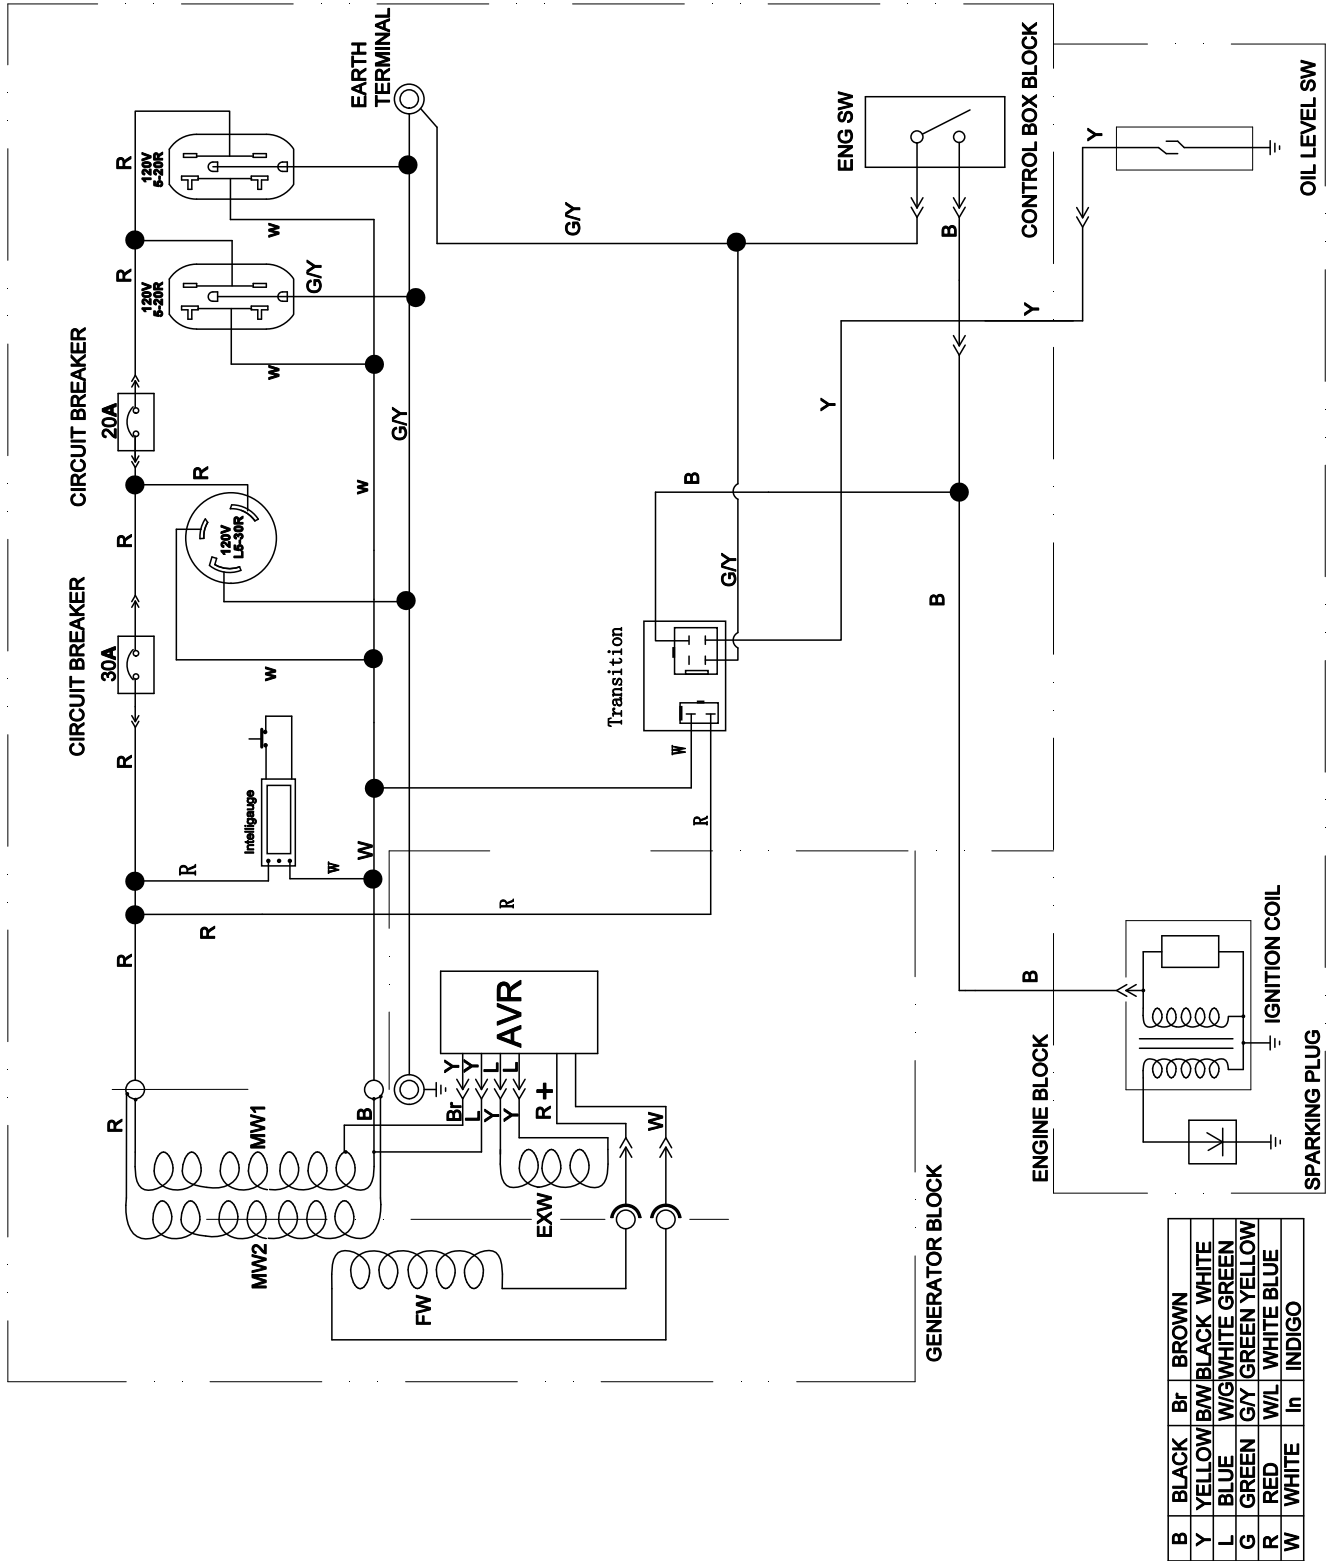 EARTH
TERMINAL
R
120V
5-20R
w
R
120V
5-20R
G/Y
w
CIRCUIT BREAKER
20A
R
120V
L5-30R
R
w
G/Y
CIRCUIT BREAKER
30A
w
R
Intelligauge
R
w
W
R
R
R
G/Y
ENG SW
B
CONTROL BOX BLOCK
Y
OIL LEVEL SW
Y
Y
B
G/Y
B
Transition
W
R
B
ENGINE BLOCK
IGNITION COIL
SPARKING PLUG
R
MW1
B
MW2
AVR
Y
Y
L
L
Br
L
Y
Y
R
+
W
EXW
FW
GENERATOR BLOCK
B BLACK Br BROWN
Y YELLOW B/W BLACK WHITE
L BLUE W/G WHITE GREEN
G GREEN G/Y GREEN YELLOW
R RED W/L WHITE BLUE
W WHITE In INDIGO